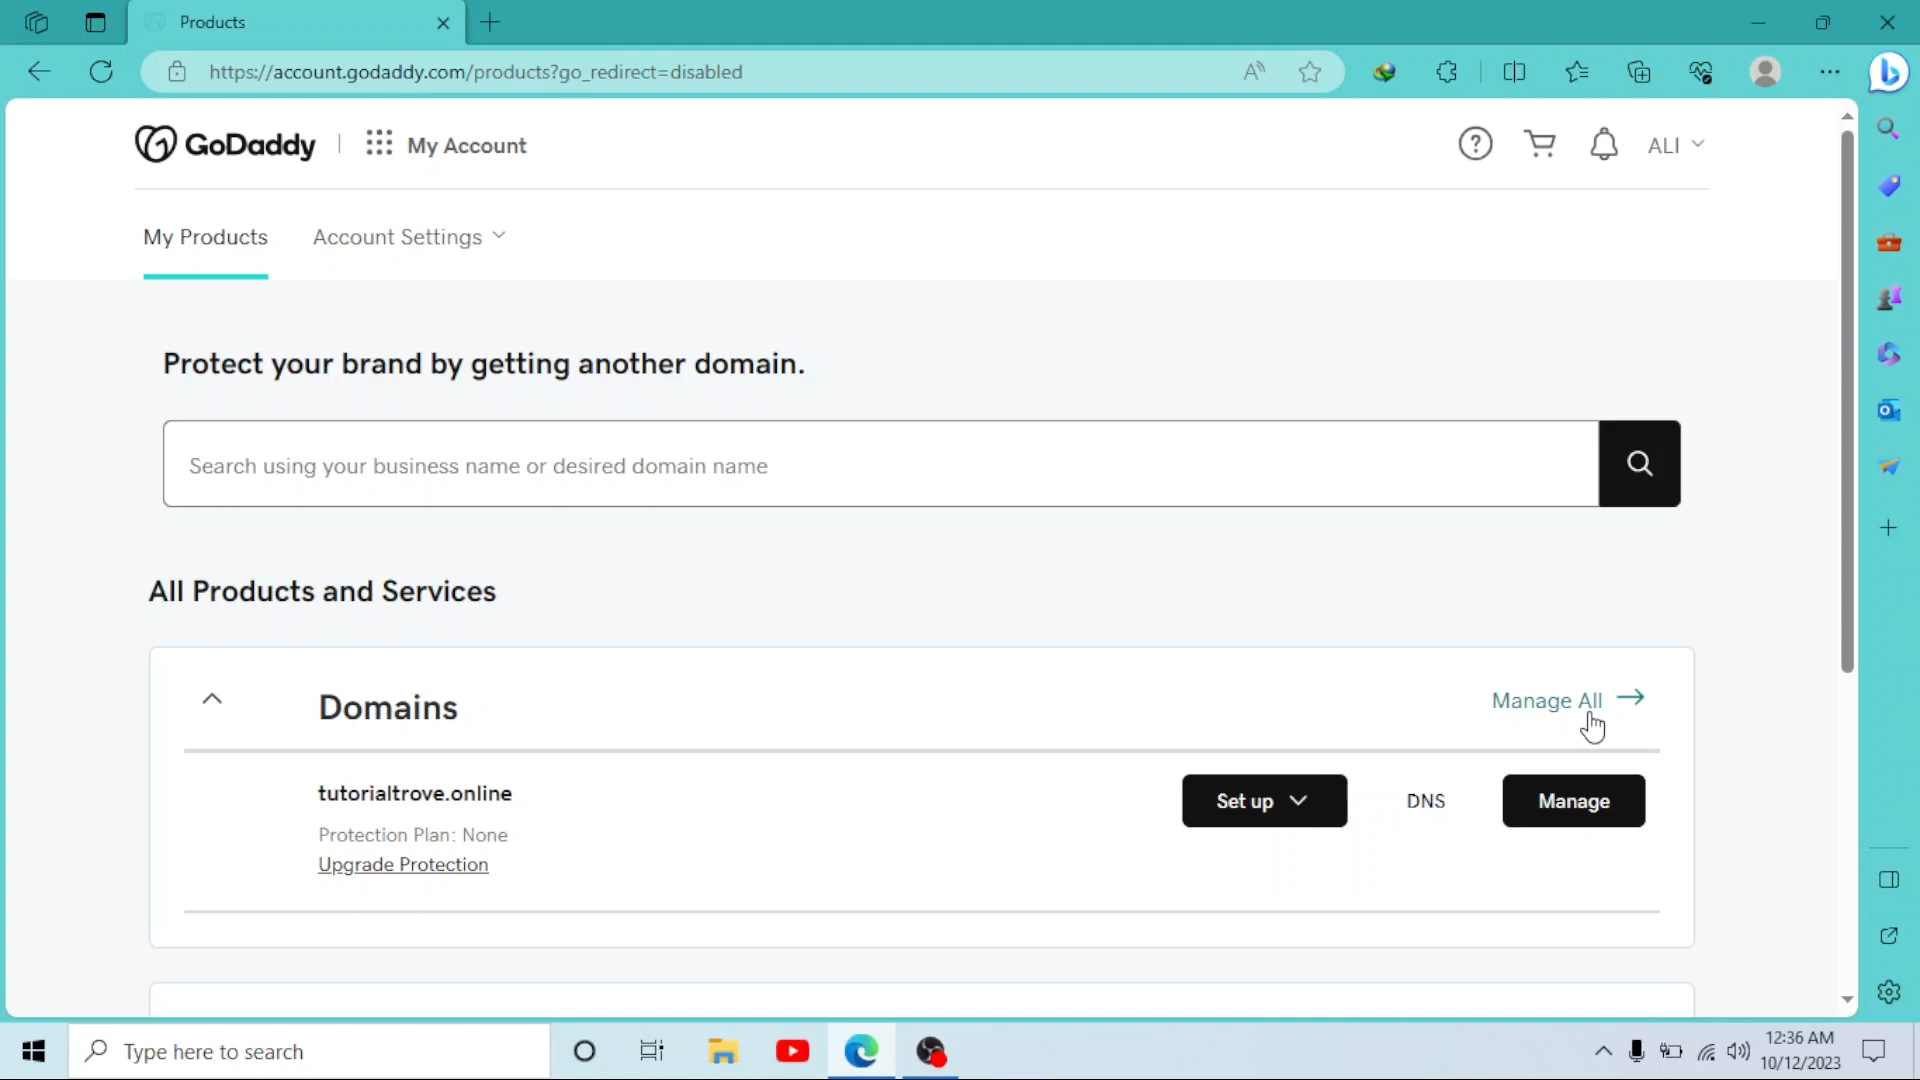 Products
https://account.godaddy.com/products?go_redirect=disabled
GoDaddy
My Account
ALI
My Products
Account Settings
Protect your brand by getting another domain.
Search using your business name or desired domain name
All Products and Services
Domains
Manage All
tutorialtrove.online
Set up
DNS
Manage
Protection Plan: None
Upgrade Protection
Type here to search
12:36 AM
10/12/2023